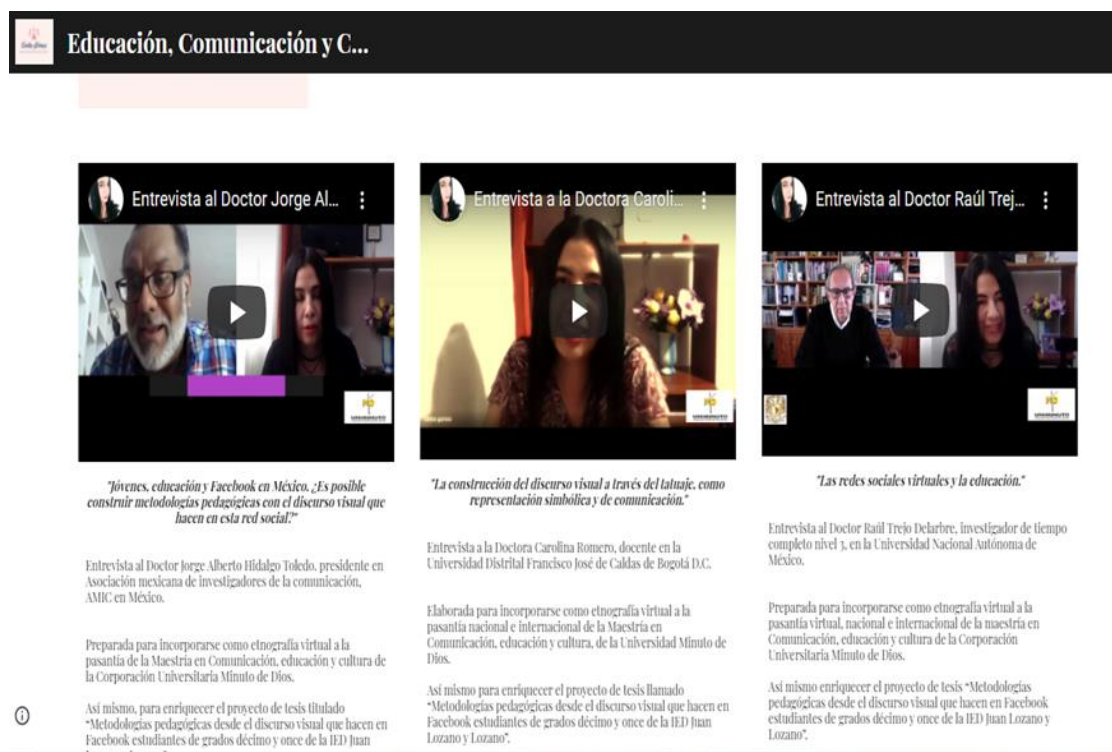 Educación, Comunicación y C...
Entrevista al Doctor Jorge Al...
"Jóvenes, educación y Facebook en México. ¿Es posible
construir metodologías pedagógicas con el discurso visual que
hacen en esta red social?"
Entrevista al Doctor Jorge Alberto Hidalgo Toledo, presidente en
Asociación mexicana de investigadores de la comunicación,
AMIC en México.
Preparada para incorporarse como etnografía virtual a la
pasantía de la Maestría en Comunicación, educación y cultura de
la Corporación Universitaria Minuto de Dios.
Así mismo, para enriquecer el proyecto de tesis titulado
“Metodologías pedagógicas desde el discurso visual que hacen en
Facebook estudiantes de grados décimo y once de la IED Juan
Entrevista a la Doctora Caroli...
UNIMINUTO
"La construcción del discurso visual a través del tatuaje, como
representación simbólica y de comunicación."
Entrevista a la Doctora Carolina Romero, docente en la
Universidad Distrital Francisco José de Caldas de Bogotá D.C.
Elaborada para incorporarse como etnografía virtual a la
pasantía nacional e internacional de la Maestría en
Comunicación, educación y cultura, de la Universidad Minuto de
Dios.
Así mismo para enriquecer el proyecto de tesis llamado
“Metodologías pedagógicas desde el discurso visual que hacen en
Facebook estudiantes de grados décimo y once de la IED Juan
Lozano y Lozano”.
Entrevista al Doctor Raúl Trej...
UNIMINUTO
"Las redes sociales virtuales y la educación."
Entrevista al Doctor Raúl Trejo Delarbre, investigador de tiempo
completo nivel 3, en la Universidad Nacional Autónoma de
México.
Preparada para incorporarse como etnografía virtual a la
pasantía virtual, nacional e internacional de la maestría en
Comunicación, educación y cultura de la Corporación
Universitaria Minuto de Dios.
Así mismo enriquecer el proyecto de tesis “Metodologías
pedagógicas desde el discurso visual que hacen en Facebook
estudiantes de grados décimo y once de la IED Juan Lozano y
Lozano”.